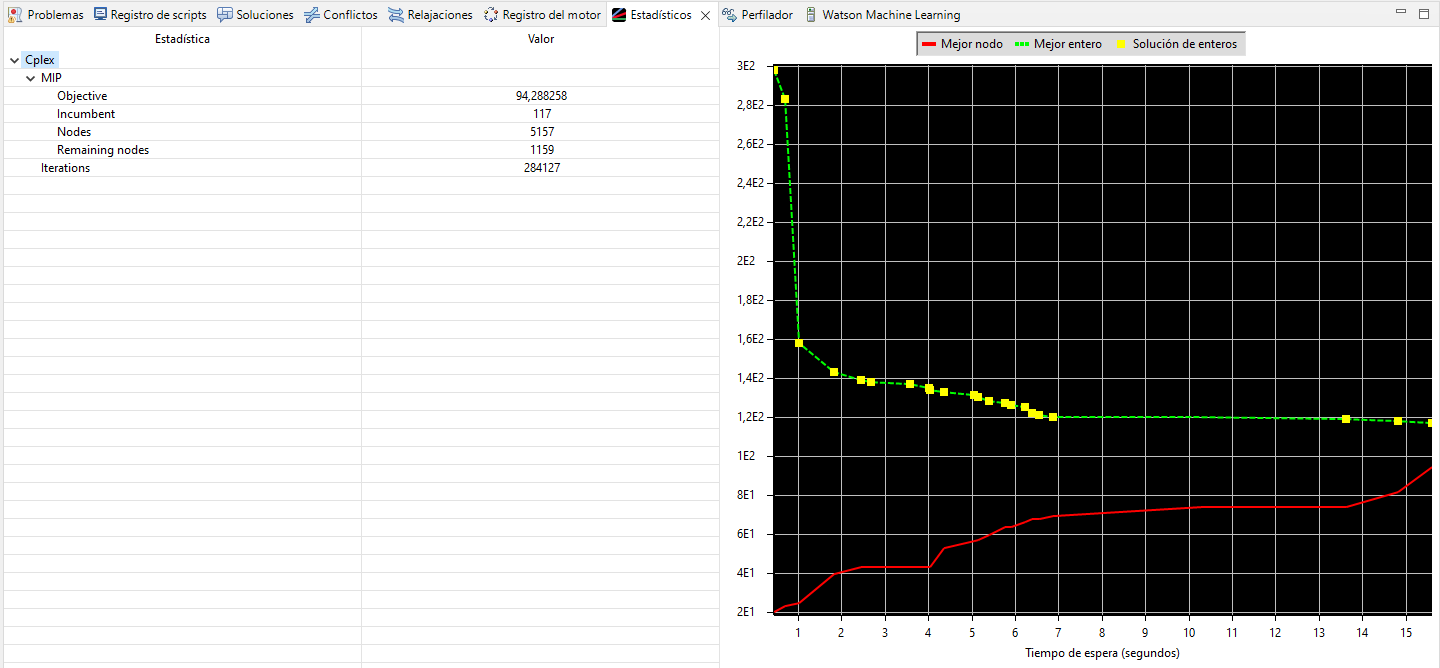 Problemas Registro de scripts Soluciones Conflictos Relajaciones Registro del motor Estadísticos Perfilador Watson Machine Learning
Estadística Valor
Cplex
MIP
Objective 94,288258
Incumbent 117
Nodes 5157
Remaining nodes 1159
Iterations 284127
Mejor nodo Mejor entero Solución de enteros
3E2
2,8E2
2,6E2
2,4E2
2,2E2
2E2
1,8E2
1,6E2
1,4E2
1,2E2
1E2
8E1
6E1
4E1
2E1
1 2 3 4 5 6 7 8 9 10 11 12 13 14 15
Tiempo de espera (segundos)